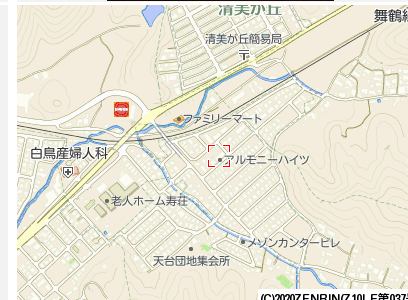 清美が丘
舞鶴
清美が丘簡易局
ファミリーマート
白鳥産婦人科
アルモニーハイツ
老人ホーム寿荘
メゾンカンタービレ
天台団地集会所
(C)2020ZENRIN(Z10LE第037